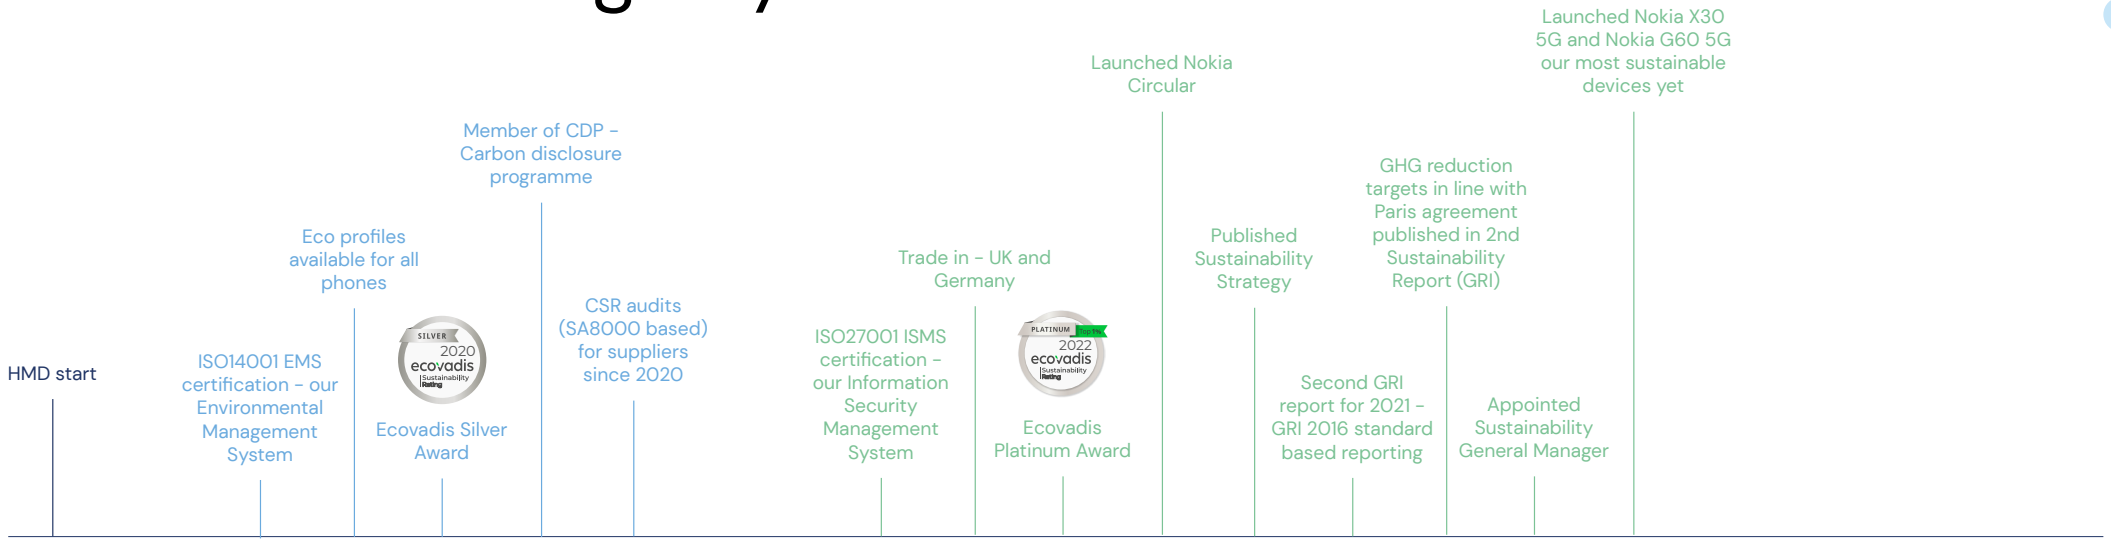 HMD start
ISO14001 EMS
certification - our
Environmental
Management
System
Eco profiles
available for all
phones
SILVER
2020
ecovadis
Sustainability
Rating
Ecovadis Silver
Award
Member of CDP -
Carbon disclosure
programme
CSR audits
(SA8000 based)
for suppliers
since 2020
ISO27001 ISMS
certification -
our Information
Security
Management
System
Trade in - UK and
Germany
PLATINUM Top 1%
2022
ecovadis
Sustainability
Rating
Ecovadis
Platinum Award
Launched Nokia
Circular
Published
Sustainability
Strategy
Second GRI
report for 2021 -
GRI 2016 standard
based reporting
GHG reduction
targets in line with
Paris agreement
published in 2nd
Sustainability
Report (GRI)
Appointed
Sustainability
General Manager
Launched Nokia X30
5G and Nokia G60 5G
our most sustainable
devices yet